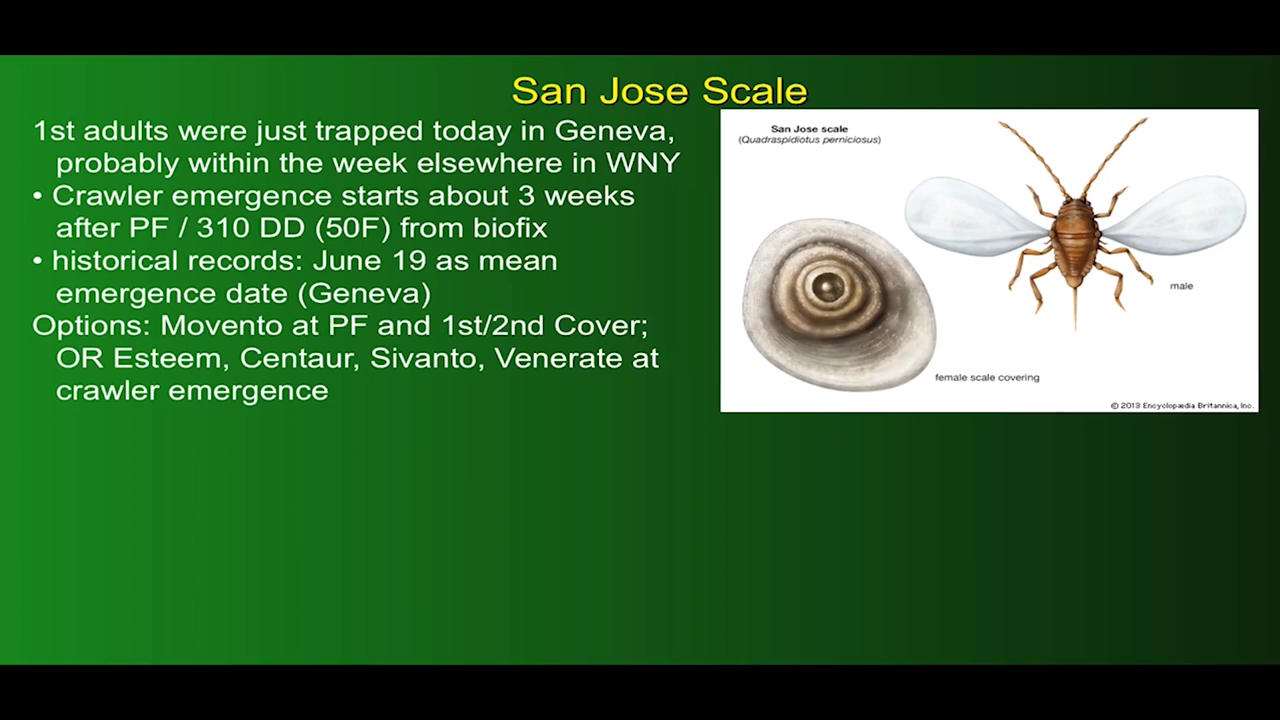 San Jose Scale
1st adults were just trapped today in Geneva,
probably within the week elsewhere in WNY
• Crawler emergence starts about 3 weeks
after PF / 310 DD (50F) from biofix
• historical records: June 19 as mean
emergence date (Geneva)
Options: Movento at PF and 1st/2nd Cover;
OR Esteem, Centaur, Sivanto, Venerate at
crawler emergence
San Jose scale
(Quadraspidiotus perniciosus)
male
female scale covering
© 2013 Encyclopædia Britannica, Inc.